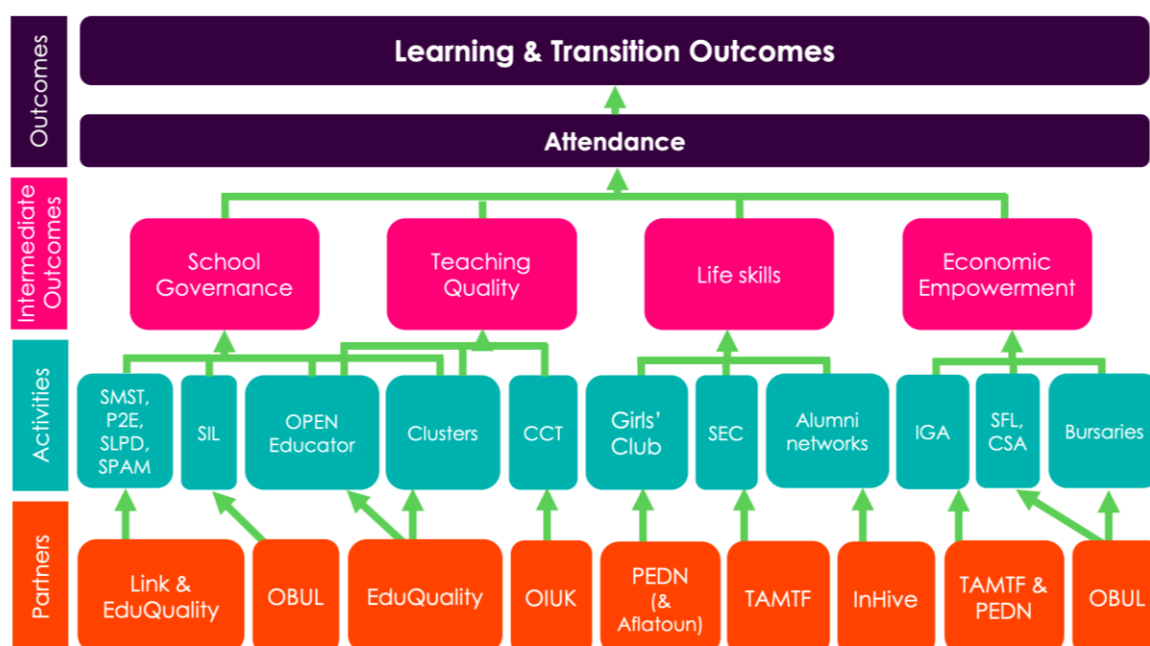 Outcomes
Learning & Transition Outcomes
Attendance
Intermediate
Outcomes
School
Governance
Teaching
Quality
Life skills
Economic
Empowerment
Activities
SMST,
P2E,
SLPD,
SPAM
SIL
OPEN
Educator
Clusters
CCT
Girls'
Club
SEC
Alumni
networks
IGA
SFL,
CSA
Bursaries
Partners
Link &
EduQuality
OBUL
EduQuality
OIUK
PEDN
(&
Aflatoun)
TAMTF
InHive
TAMTF &
PEDN
OBUL